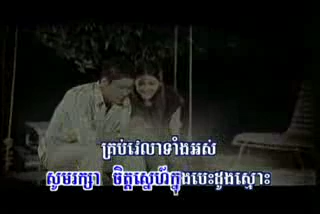 គ្រប់វេលាទាំងអស់
សូមរក្សា ចិត្តស្នេហ៍ក្នុងបេះដូងស្មោះ